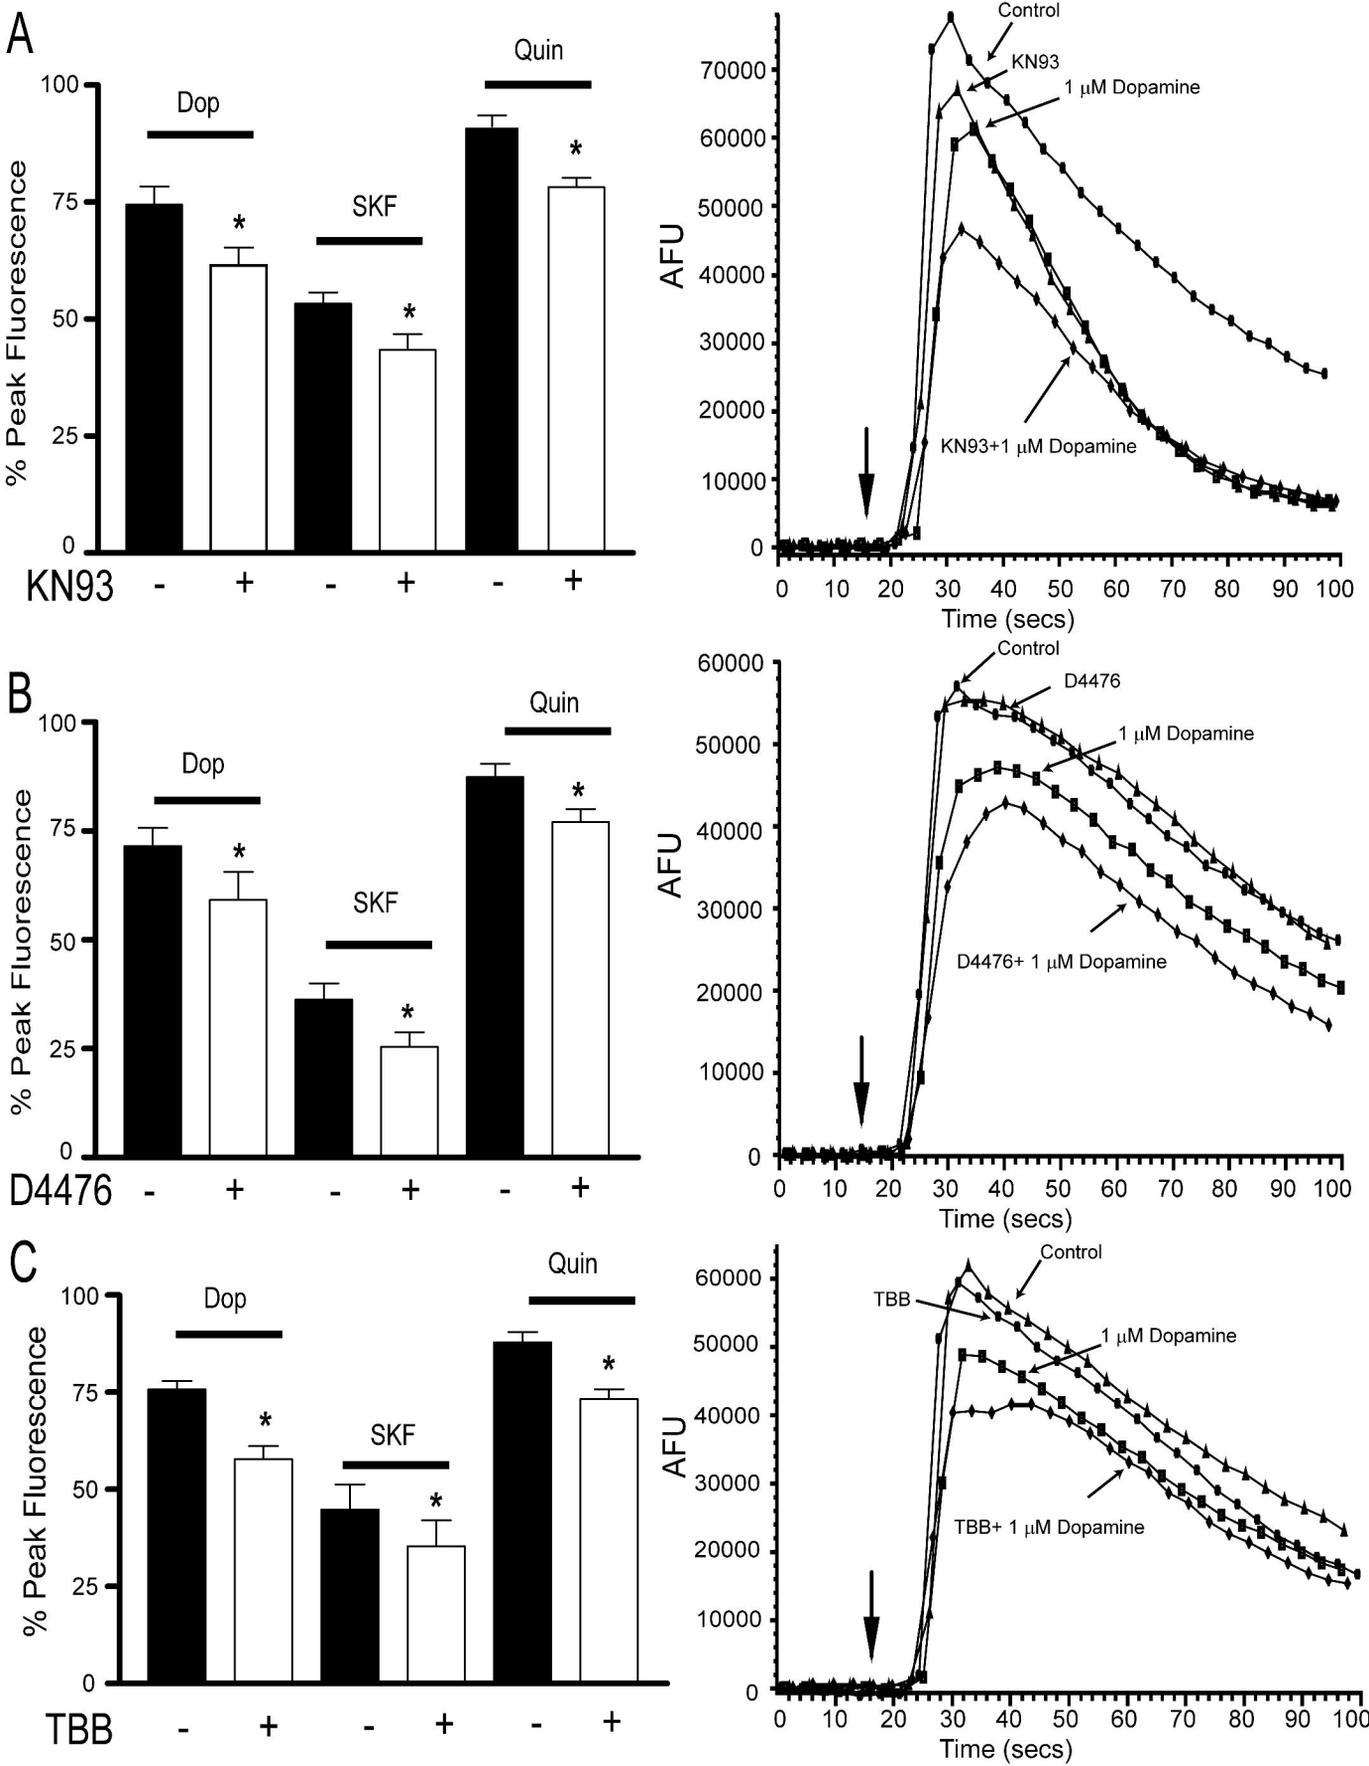 A
% Peak Fluorescence
100
75
50
25
0
Dop
SKF
Quin
*
*
*
KN93 - + - + - +
AFU
70000
60000
50000
40000
30000
20000
10000
0
Control
KN93
1 μM Dopamine
KN93+1 μM Dopamine
0 10 20 30 40 50 60 70 80 90 100
Time (secs)
B
% Peak Fluorescence
100
75
50
25
0
Dop
SKF
Quin
*
*
*
D4476 - + - + - +
AFU
60000
50000
40000
30000
20000
10000
0
Control
D4476
1 μM Dopamine
D4476+ 1 μM Dopamine
0 10 20 30 40 50 60 70 80 90 100
Time (secs)
C
% Peak Fluorescence
100
75
50
25
0
Dop
SKF
Quin
*
*
*
TBB - + - + - +
AFU
60000
50000
40000
30000
20000
10000
0
Control
TBB
1 μM Dopamine
TBB+ 1 μM Dopamine
0 10 20 30 40 50 60 70 80 90 100
Time (secs)